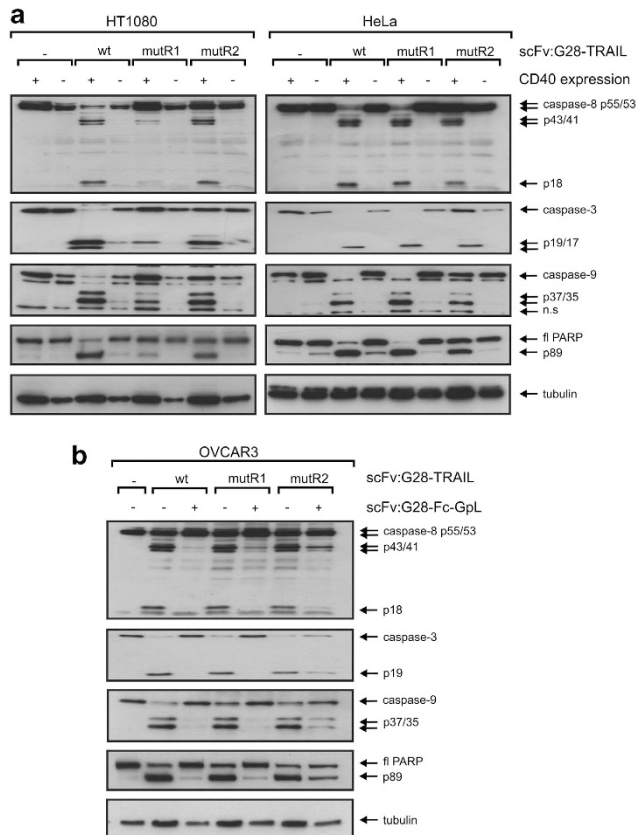 a
HT1080 HeLa
- wt mutR1 mutR2 - wt mutR1 mutR2 scFv:G28-TRAIL
+ - + - + - + - + - + - + - + - CD40 expression
caspase-8 p55/53
p43/41
p18
caspase-3
p19/17
caspase-9
p37/35
n.s
fl PARP
p89
tubulin
b
OVCAR3
- wt mutR1 mutR2 scFv:G28-TRAIL
- - + - + - + scFv:G28-Fc-GpL
caspase-8 p55/53
p43/41
p18
caspase-3
p19
caspase-9
p37/35
fl PARP
p89
tubulin